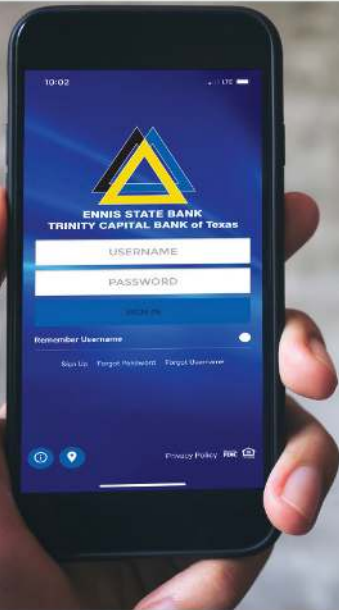 10:02 LTE
ENNIS STATE BANK
TRINITY CAPITAL BANK of Texas
USERNAME
PASSWORD
SIGN IN
Remember Username
Sign Up Forgot Password Forgot Username
Privacy Policy FDIC